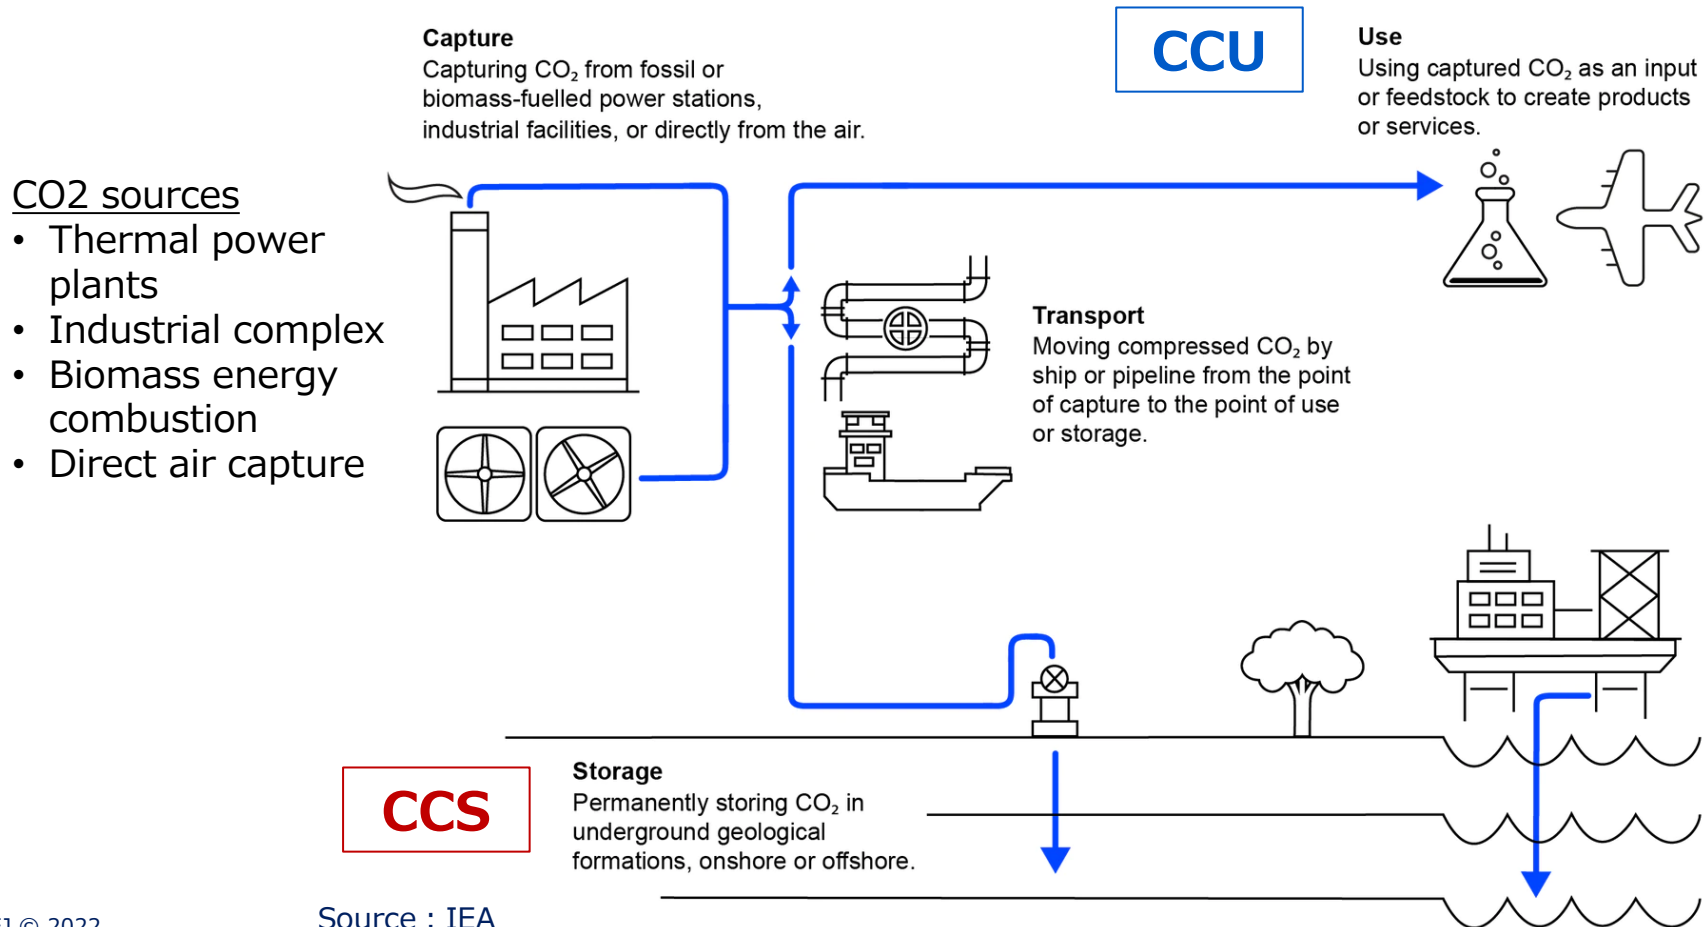 Capture
Capturing CO₂ from fossil or
biomass-fuelled power stations,
industrial facilities, or directly from the air.
CCU
Use
Using captured CO₂ as an input
or feedstock to create products
or services.
CO2 sources
• Thermal power
plants
• Industrial complex
• Biomass energy
combustion
• Direct air capture
Transport
Moving compressed CO₂ by
ship or pipeline from the point
of capture to the point of use
or storage.
CCS
Storage
Permanently storing CO₂ in
underground geological
formations, onshore or offshore.
© 2022
Source : IEA